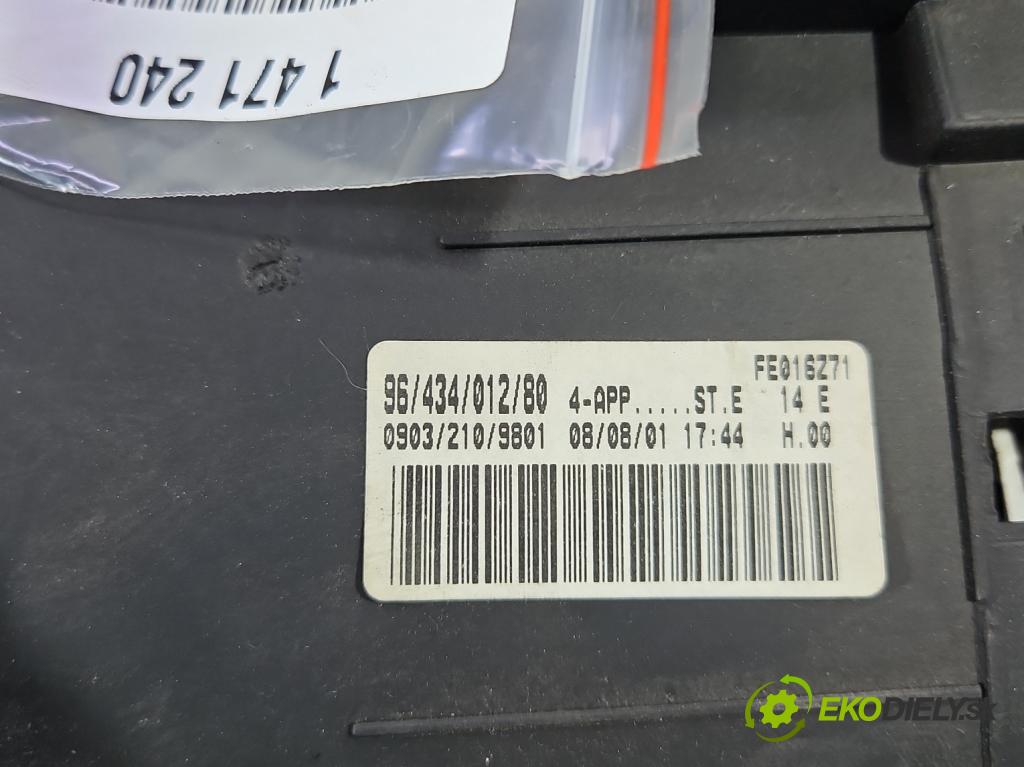 1 471 240
FE016Z71
96/434/012/80 4-APP.....ST.E 14 E
0903/210/9801 08/08/01 17:44 H.00
EKODIELY.sk